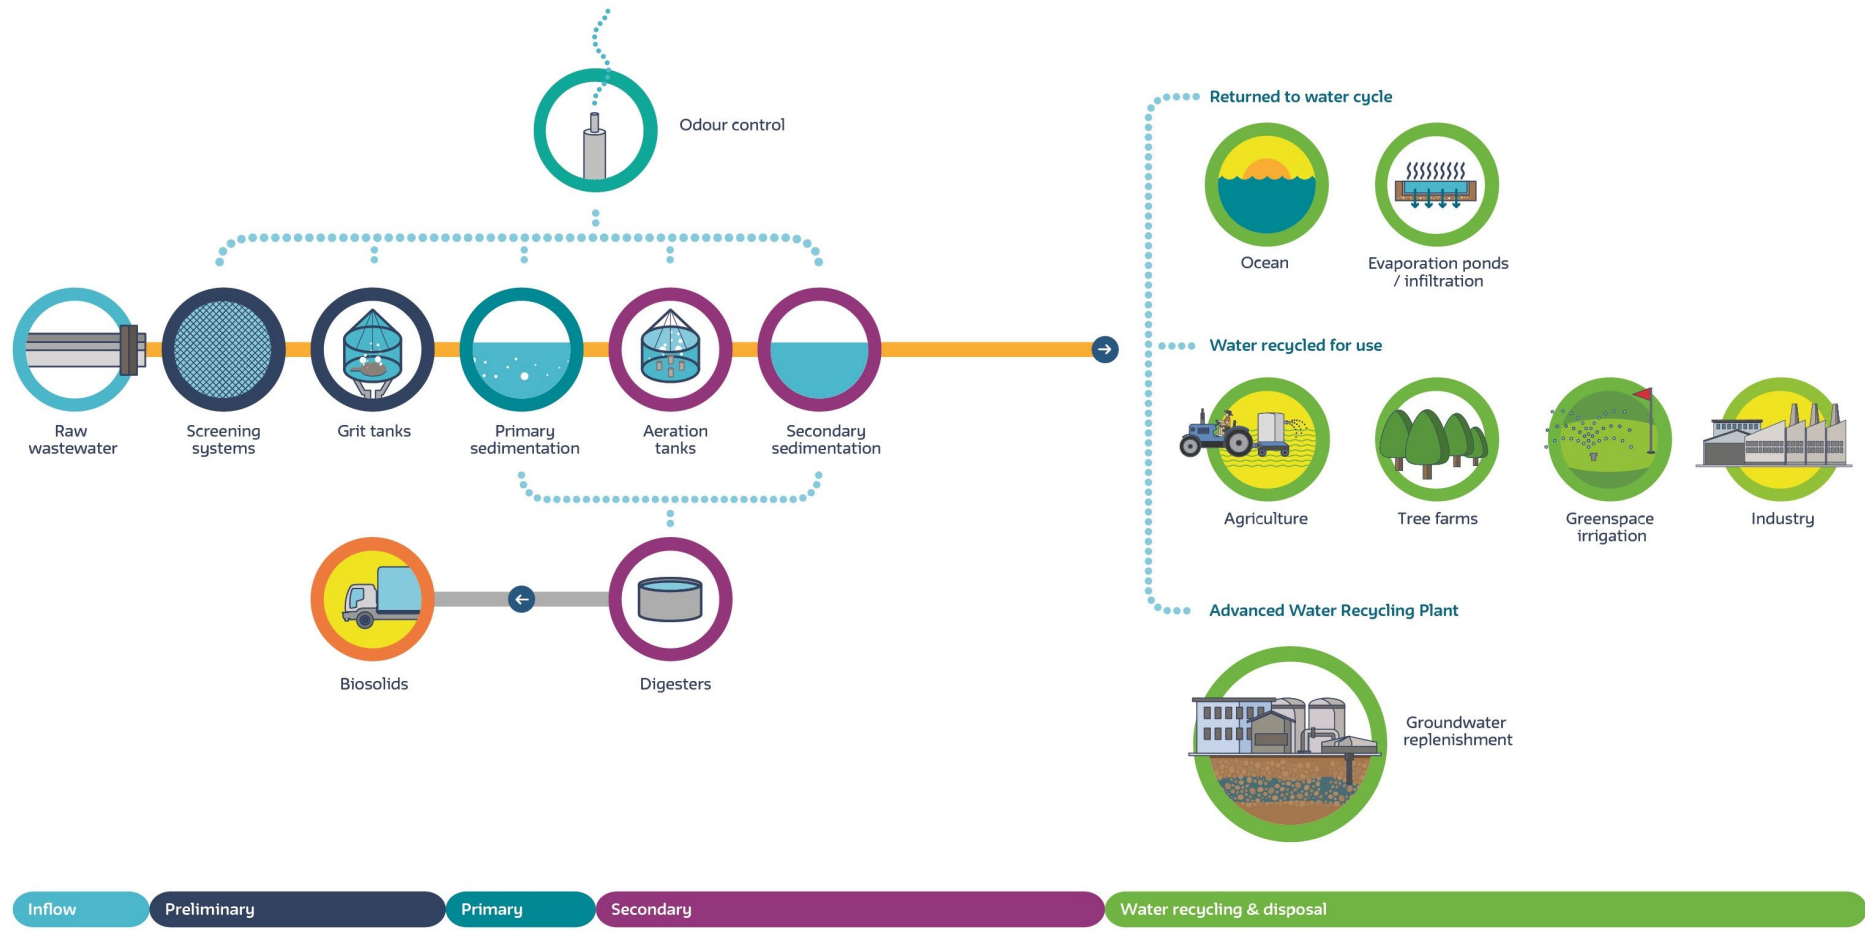 Odour control
Raw
wastewater
Screening
systems
Grit tanks
Primary
sedimentation
Aeration
tanks
Secondary
sedimentation
Biosolids
Digesters
Returned to water cycle
Ocean
Evaporation ponds
/ infiltration
Water recycled for use
Agriculture
Tree farms
Greenspace
irrigation
Industry
Advanced Water Recycling Plant
Groundwater
replenishment
Inflow
Preliminary
Primary
Secondary
Water recycling & disposal